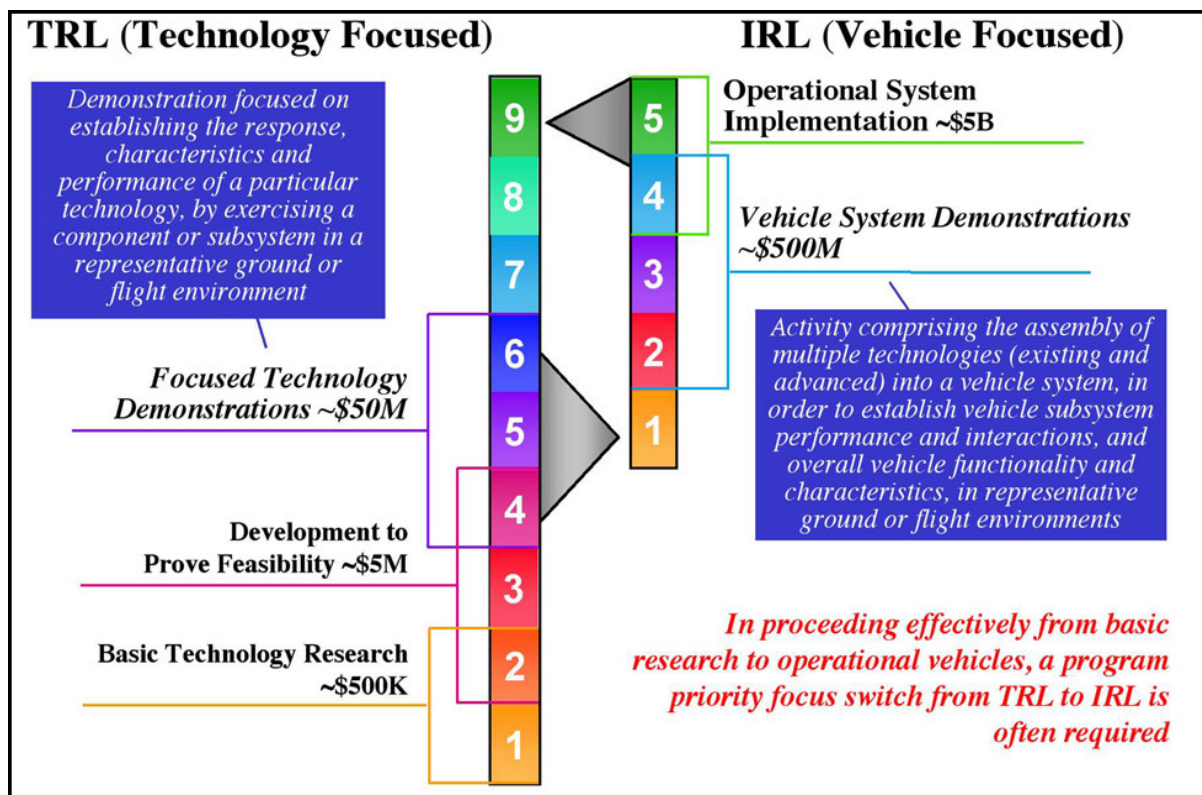 TRL (Technology Focused)
Demonstration focused on
establishing the response,
characteristics and
performance of a particular
technology, by exercising a
component or subsystem in a
representative ground or
flight environment
9
8
7
6
5
4
3
2
1
Focused Technology
Demonstrations ~$50M
Development to
Prove Feasibility ~$5M
Basic Technology Research
~$500K
IRL (Vehicle Focused)
5
4
3
2
1
Operational System
Implementation ~$5B
Vehicle System Demonstrations
~$500M
Activity comprising the assembly of
multiple technologies (existing and
advanced) into a vehicle system, in
order to establish vehicle subsystem
performance and interactions, and
overall vehicle functionality and
characteristics, in representative
ground or flight environments
In proceeding effectively from basic
research to operational vehicles, a program
priority focus switch from TRL to IRL is
often required